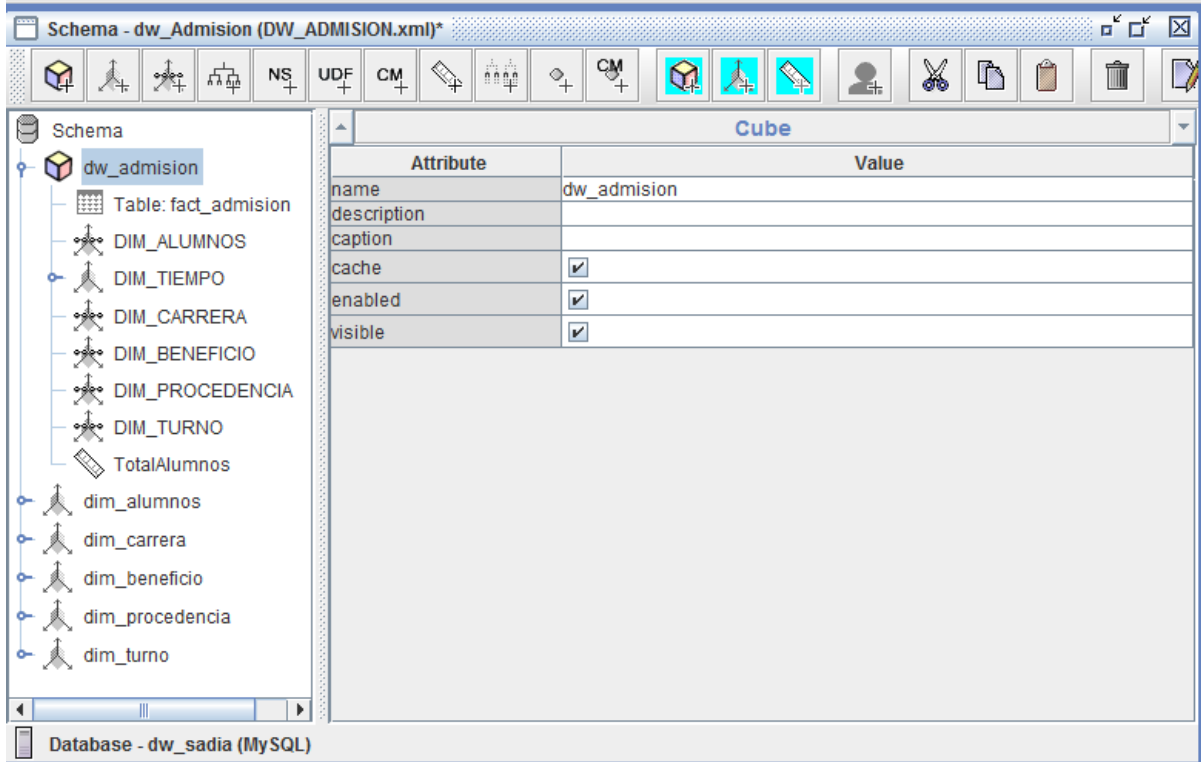 Schema - dw_Admision (DW_ADMISION.xml)*
NS UDF CM CM
Schema
dw_admision
Table: fact_admision
DIM_ALUMNOS
DIM_TIEMPO
DIM_CARRERA
DIM_BENEFICIO
DIM_PROCEDENCIA
DIM_TURNO
TotalAlumnos
dim_alumnos
dim_carrera
dim_beneficio
dim_procedencia
dim_turno
Cube
Attribute Value
name dw_admision
description
caption
cache
enabled
visible
Database - dw_sadia (MySQL)